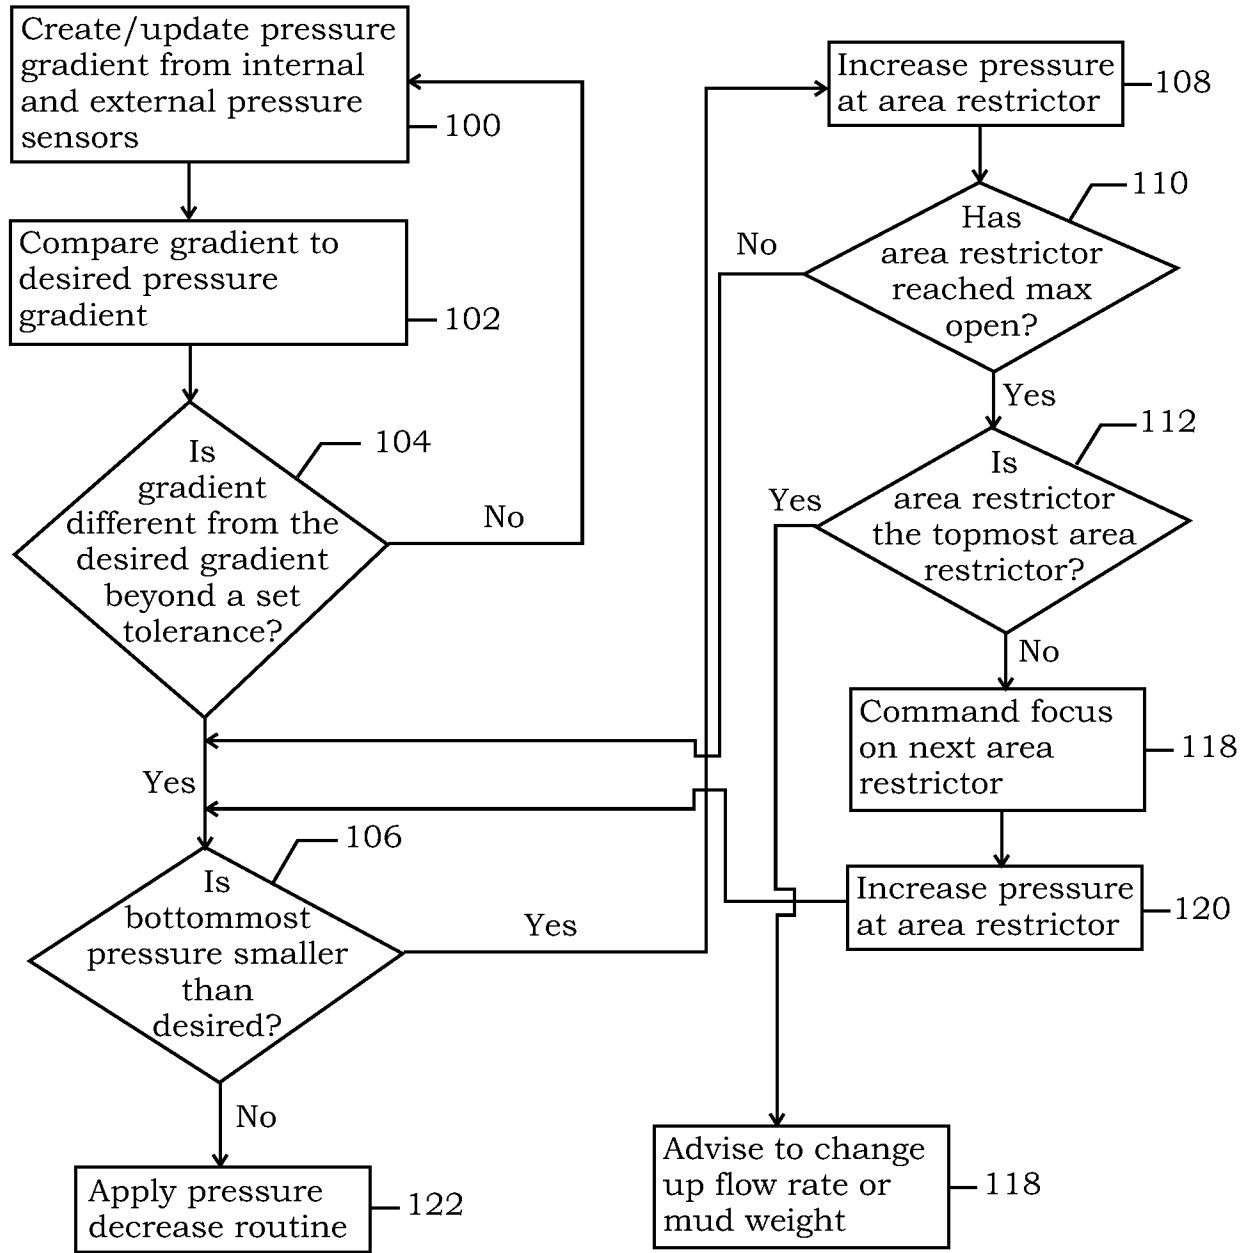 Create/update pressure
gradient from internal
and external pressure
sensors
100
Compare gradient to
desired pressure
gradient
102
Is
gradient
different from the
desired gradient
beyond a set
tolerance?
104
No
Yes
Is
bottommost
pressure smaller
than
desired?
106
Yes
No
Apply pressure
decrease routine
122
Increase pressure
at area restrictor
108
Has
area restrictor
reached max
open?
110
No
Yes
Is
area restrictor
the topmost area
restrictor?
112
Yes
No
Command focus
on next area
restrictor
118
Increase pressure
at area restrictor
120
Advise to change
up flow rate or
mud weight
118